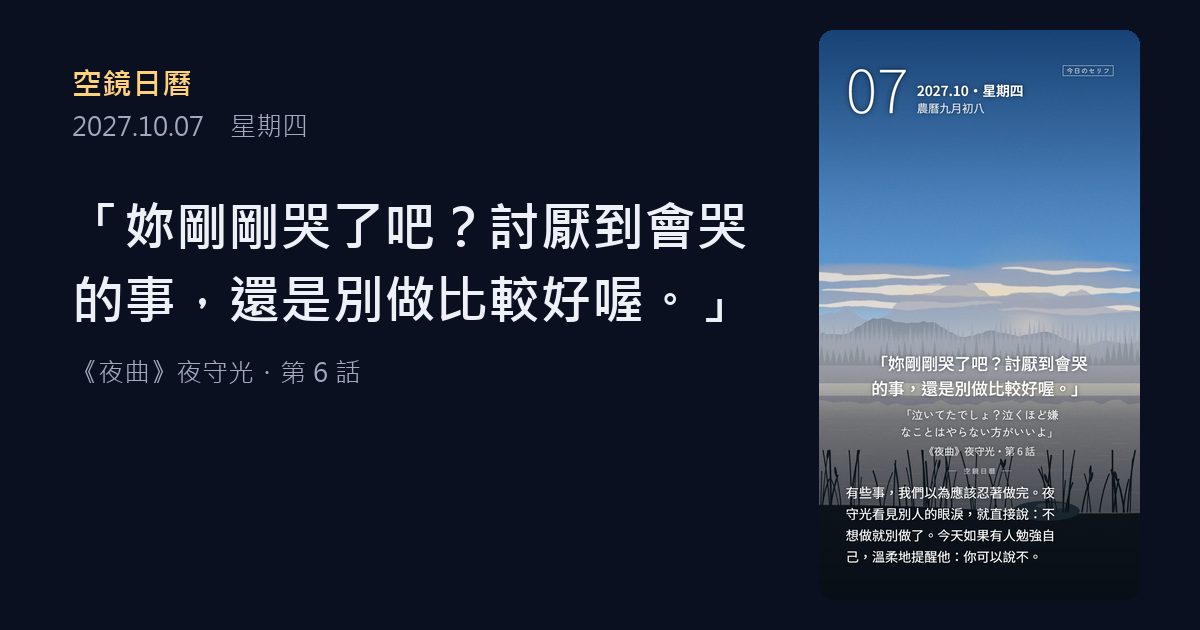 空鏡日曆
2027.10.07 星期四
「妳剛剛哭了吧？討厭到會哭
的事，還是別做比較好喔。」
《夜曲》夜守光・第 6 話
07
2027.10・星期四
農曆九月初八
今日のセリフ
「妳剛剛哭了吧？討厭到會哭
的事，還是別做比較好喔。」
「泣いてたでしょ？泣くほど嫌
なことはやらない方がいいよ」
《夜曲》夜守光・第 6 話
— 空鏡日曆 —
有些事，我們以為應該忍著做完。夜
守光看見別人的眼淚，就直接說：不
想做就別做了。今天如果有人勉強自
己，溫柔地提醒他：你可以說不。